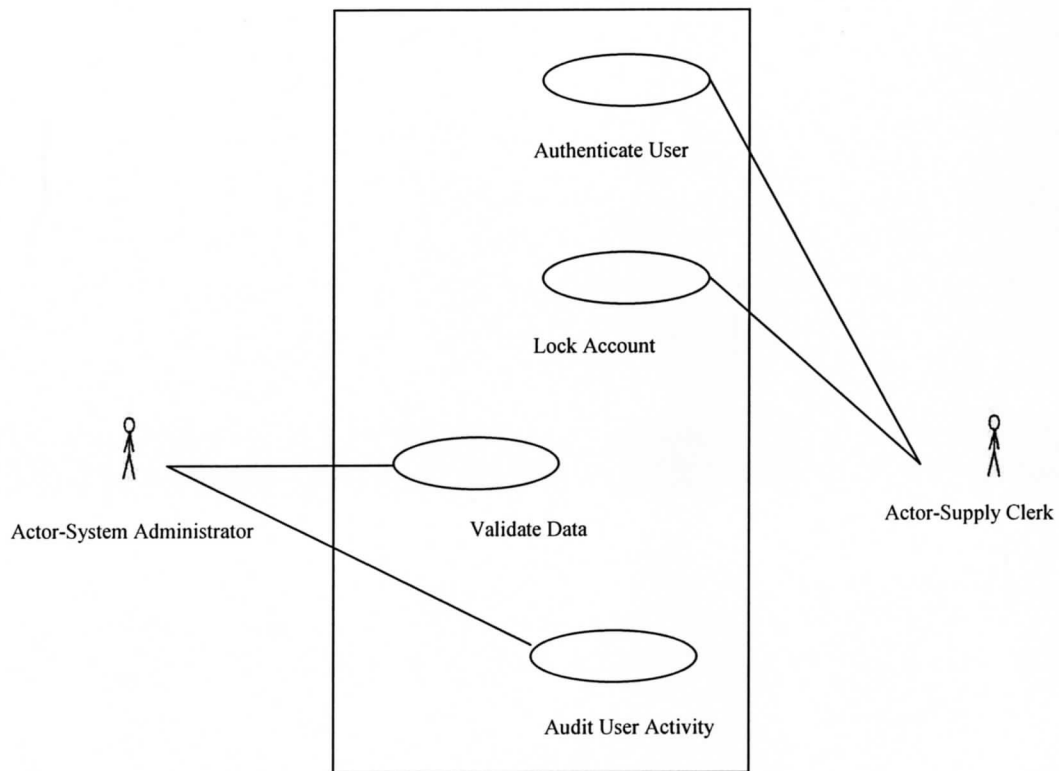 Authenticate User
Lock Account
Actor-System Administrator
Validate Data
Actor-Supply Clerk
Audit User Activity